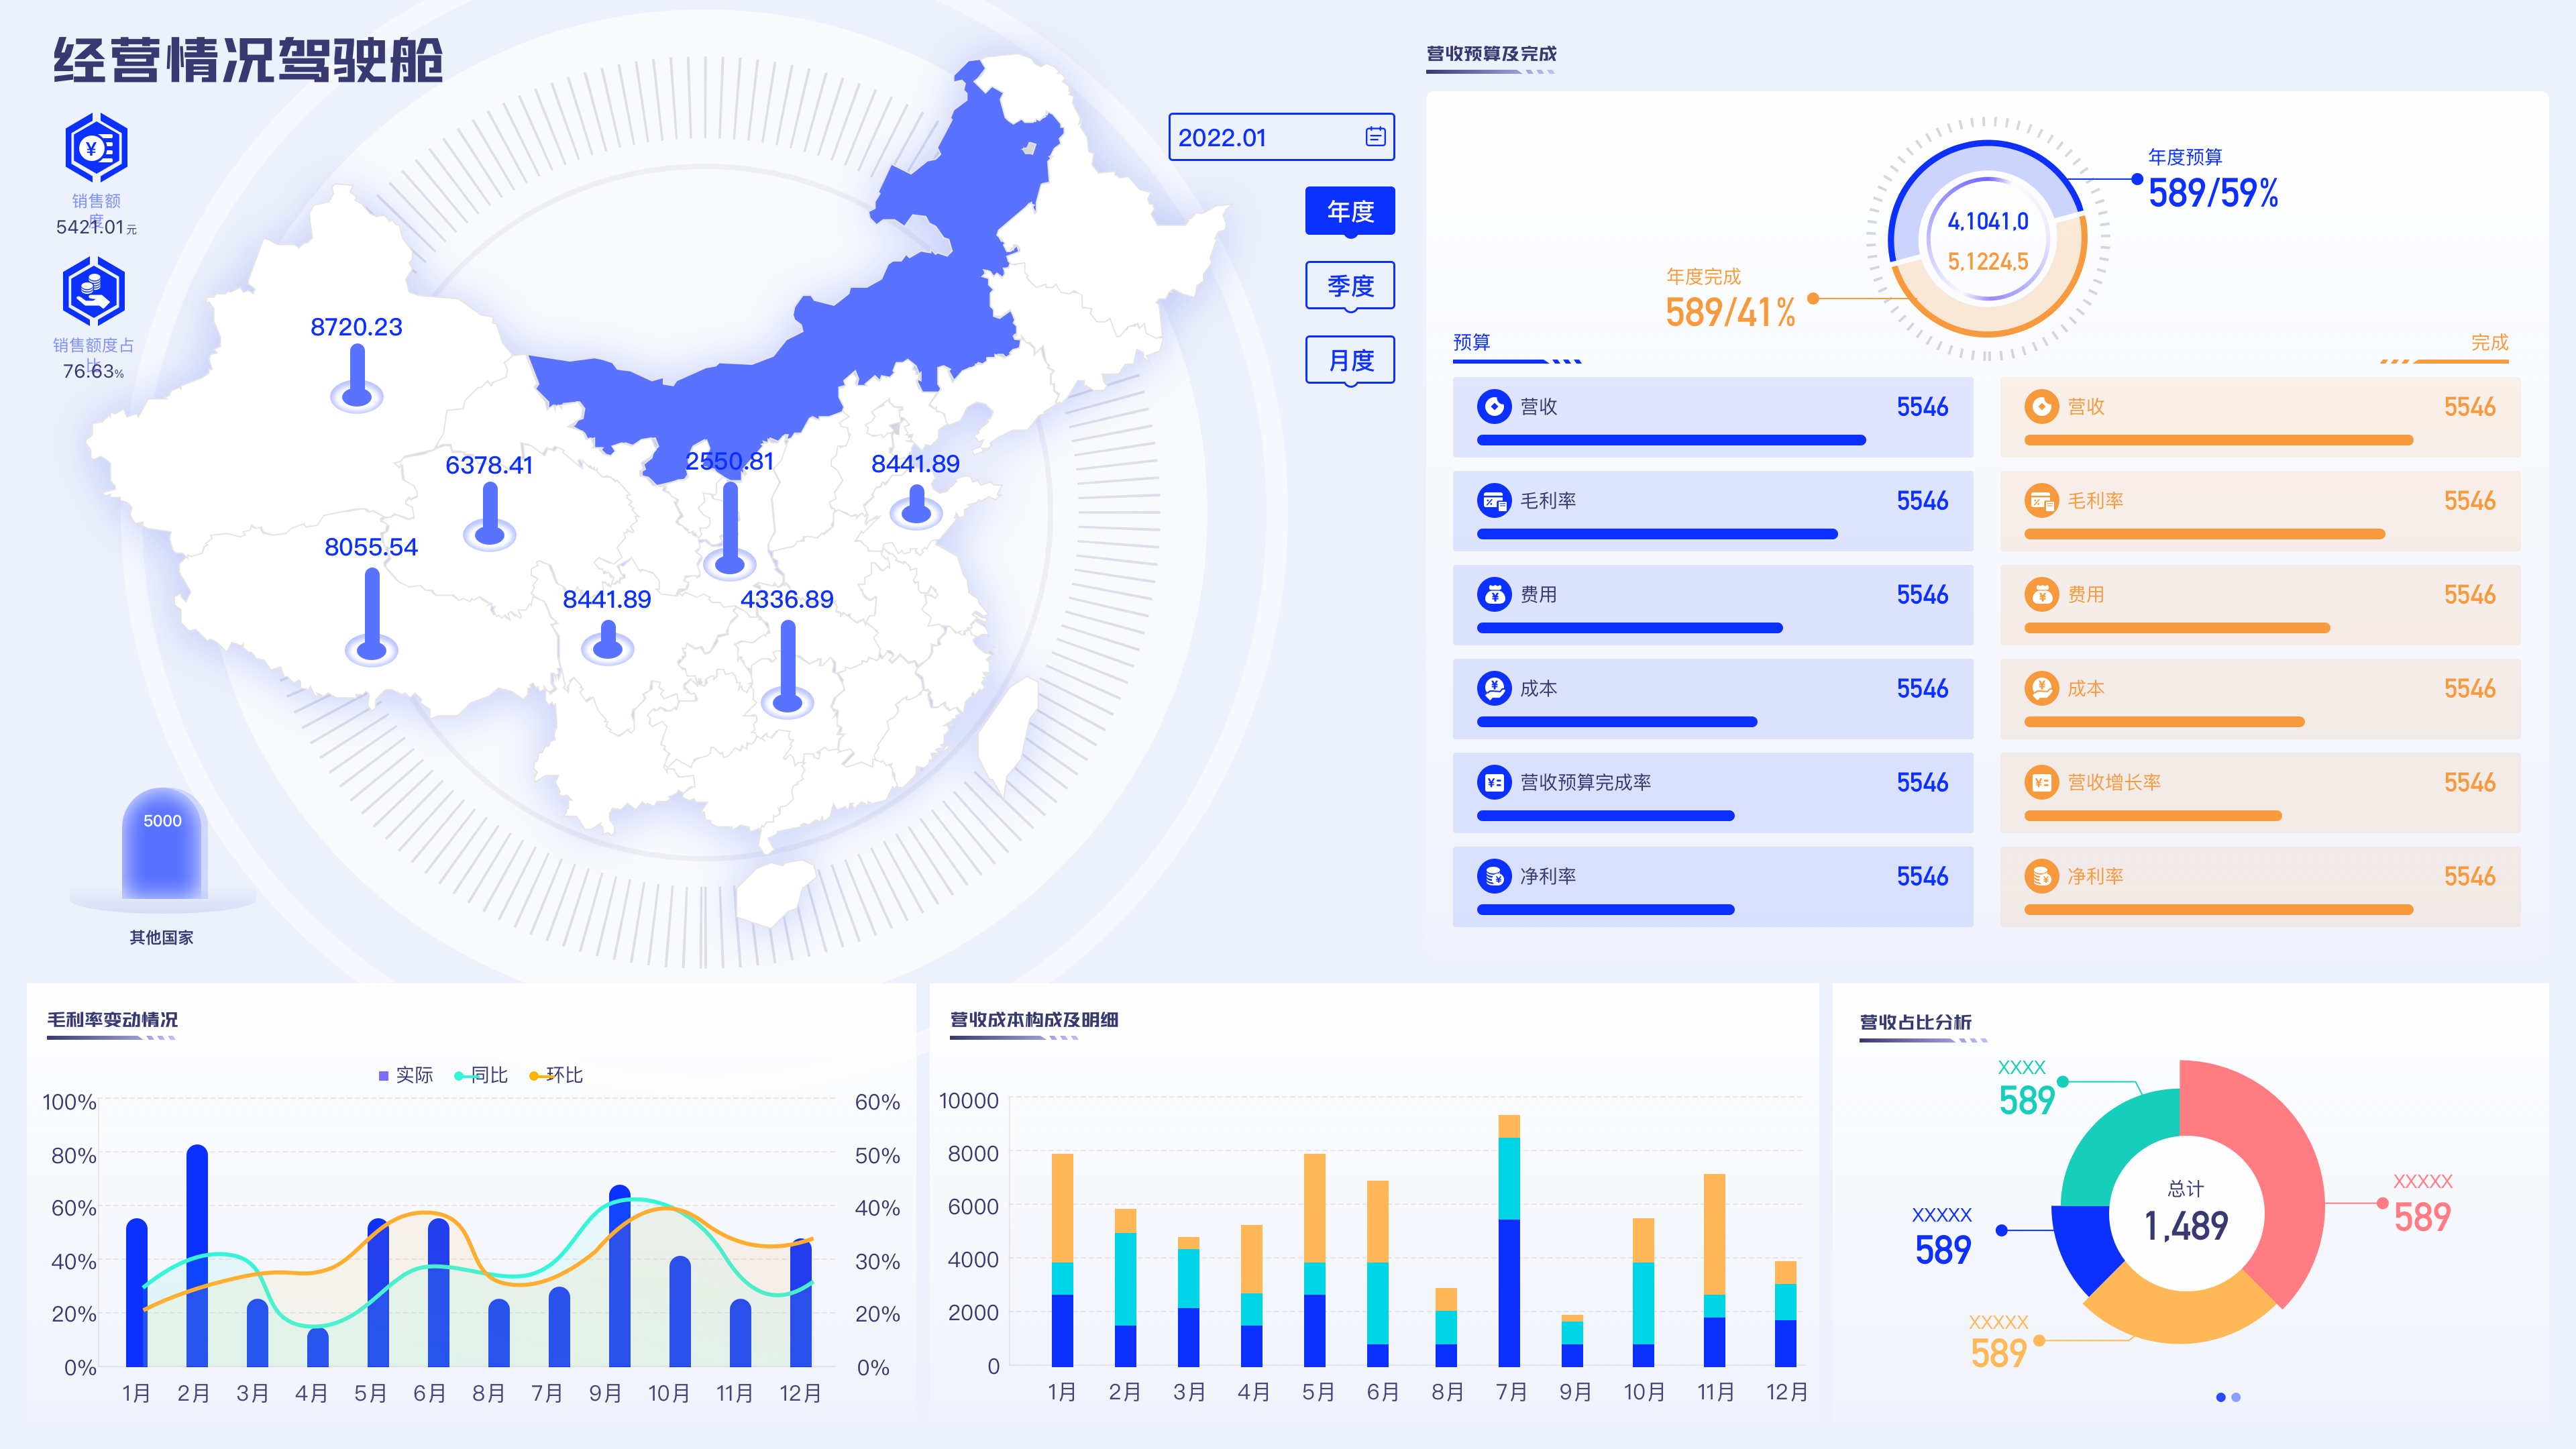 经营情况驾驶舱
销售额
度
5421.01元
销售额度占
比
76.63%
2022.01
年度
季度
月度
8720.23
6378.41
2550.81
8441.89
8055.54
8441.89
4336.89
5000
其他国家
营收预算及完成
年度预算
589/59%
4,1041,0
5,1224,5
年度完成
589/41%
预算
完成
营收 5546
营收 5546
毛利率 5546
毛利率 5546
费用 5546
费用 5546
成本 5546
成本 5546
营收预算完成率 5546
营收增长率 5546
净利率 5546
净利率 5546
毛利率变动情况
实际 同比 环比
100% 60%
80% 50%
60% 40%
40% 30%
20% 20%
0% 0%
1月 2月 3月 4月 5月 6月 8月 7月 9月 10月 11月 12月
营收成本构成及明细
10000
8000
6000
4000
2000
0
1月 2月 3月 4月 5月 6月 8月 7月 9月 10月 11月 12月
营收占比分析
XXXX
589
XXXXX
589
总计
1,489
XXXXX
589
XXXXX
589